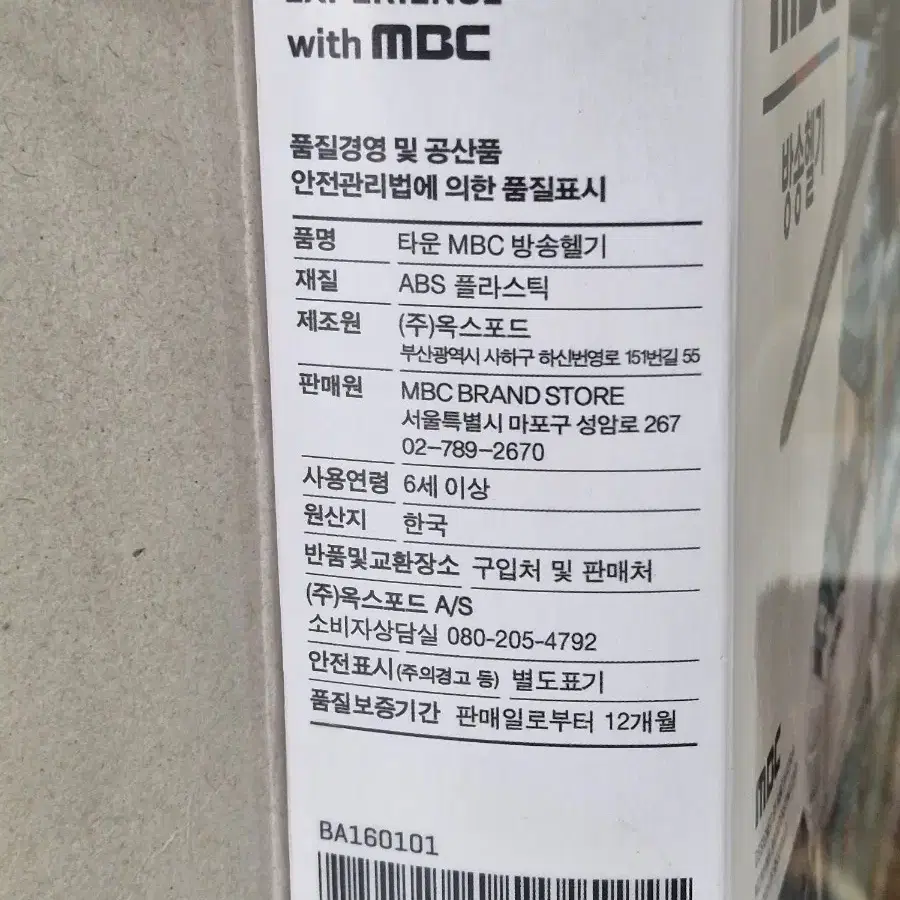 EXPERIENCE
with MBC
품질경영 및 공산품
안전관리법에 의한 품질표시
품명 타운 MBC 방송헬기
재질 ABS 플라스틱
제조원 (주)옥스포드
부산광역시 사하구 하신번영로 151번길 55
판매원 MBC BRAND STORE
서울특별시 마포구 성암로 267
02-789-2670
사용연령 6세 이상
원산지 한국
반품및교환장소 구입처 및 판매처
(주)옥스포드 A/S
소비자상담실 080-205-4792
안전표시(주의경고 등) 별도표기
품질보증기간 판매일로부터 12개월
BA160101
MBC
방송헬기
MBC